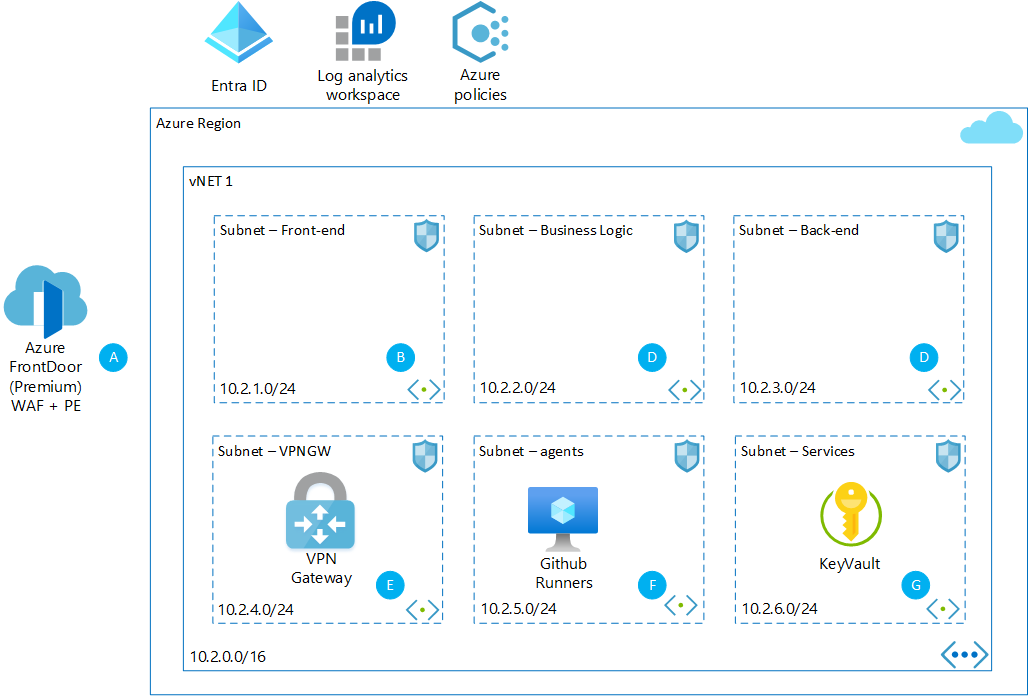 Entra ID
Log analytics
workspace
Azure
policies
Azure Region
vNET 1
Subnet – Front-end
B
10.2.1.0/24
Subnet – Business Logic
D
10.2.2.0/24
Subnet – Back-end
D
10.2.3.0/24
Azure
FrontDoor
(Premium)
WAF + PE
A
Subnet – VPNGW
VPN
Gateway
E
10.2.4.0/24
Subnet – agents
Github
Runners
F
10.2.5.0/24
Subnet – Services
KeyVault
G
10.2.6.0/24
10.2.0.0/16